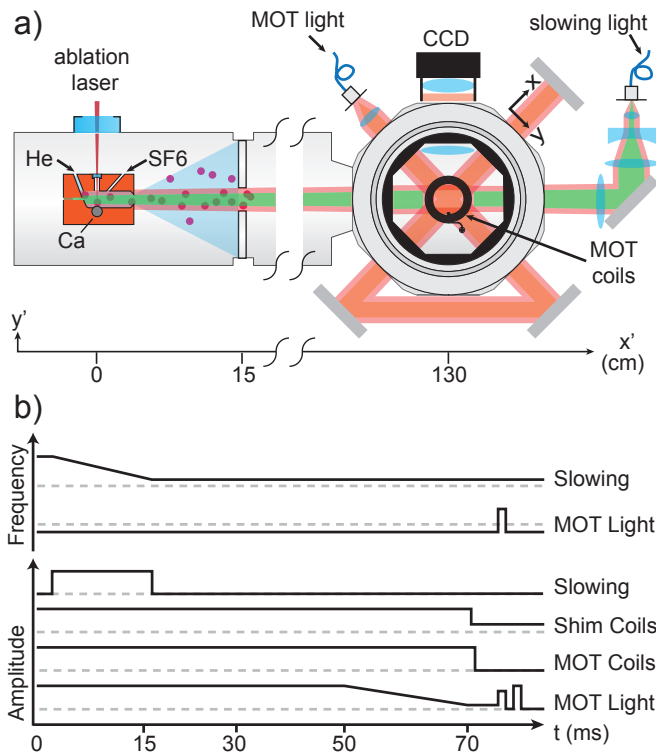 a)
MOT light
CCD
slowing light
ablation
laser
x
y
He
SF6
Ca
MOT
coils
y'
x'
(cm)
0
15
130
b)
Frequency
Slowing
MOT Light
Amplitude
Slowing
Shim Coils
MOT Coils
MOT Light
0
15
30
50
70
t (ms)